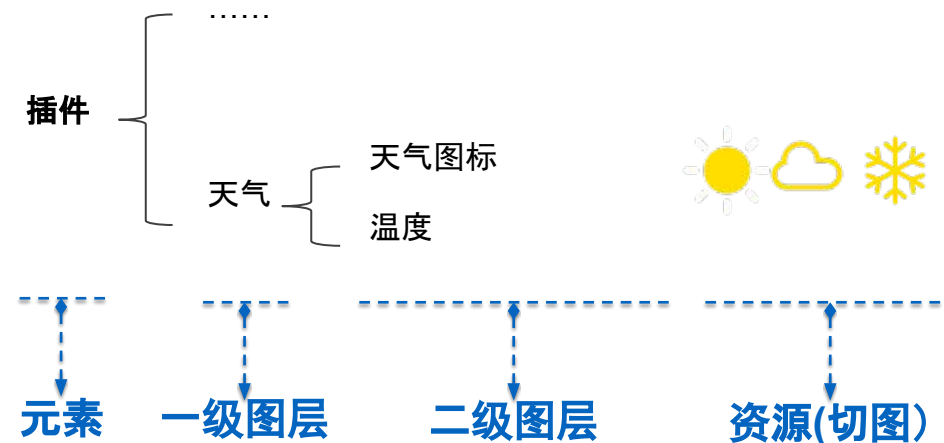 ……
插件
天气图标
天气
温度
元素
一级图层
二级图层
资源(切图）